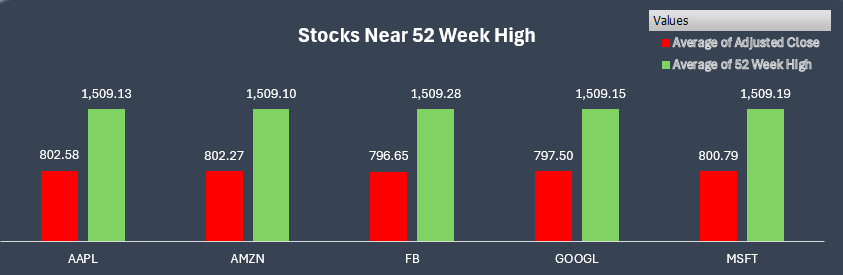 Stocks Near 52 Week High
Values
Average of Adjusted Close
Average of 52 Week High
1,509.13
1,509.10
1,509.28
1,509.15
1,509.19
802.58
802.27
796.65
797.50
800.79
AAPL
AMZN
FB
GOOGL
MSFT